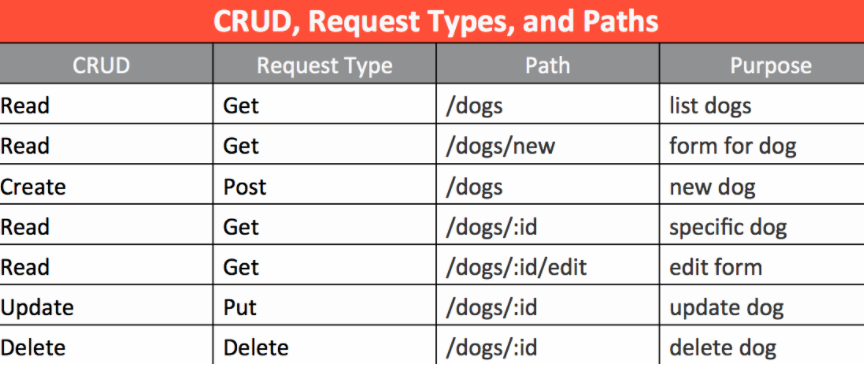 CRUD, Request Types, and Paths
CRUD Request Type Path Purpose
Read Get /dogs list dogs
Read Get /dogs/new form for dog
Create Post /dogs new dog
Read Get /dogs/:id specific dog
Read Get /dogs/:id/edit edit form
Update Put /dogs/:id update dog
Delete Delete /dogs/:id delete dog